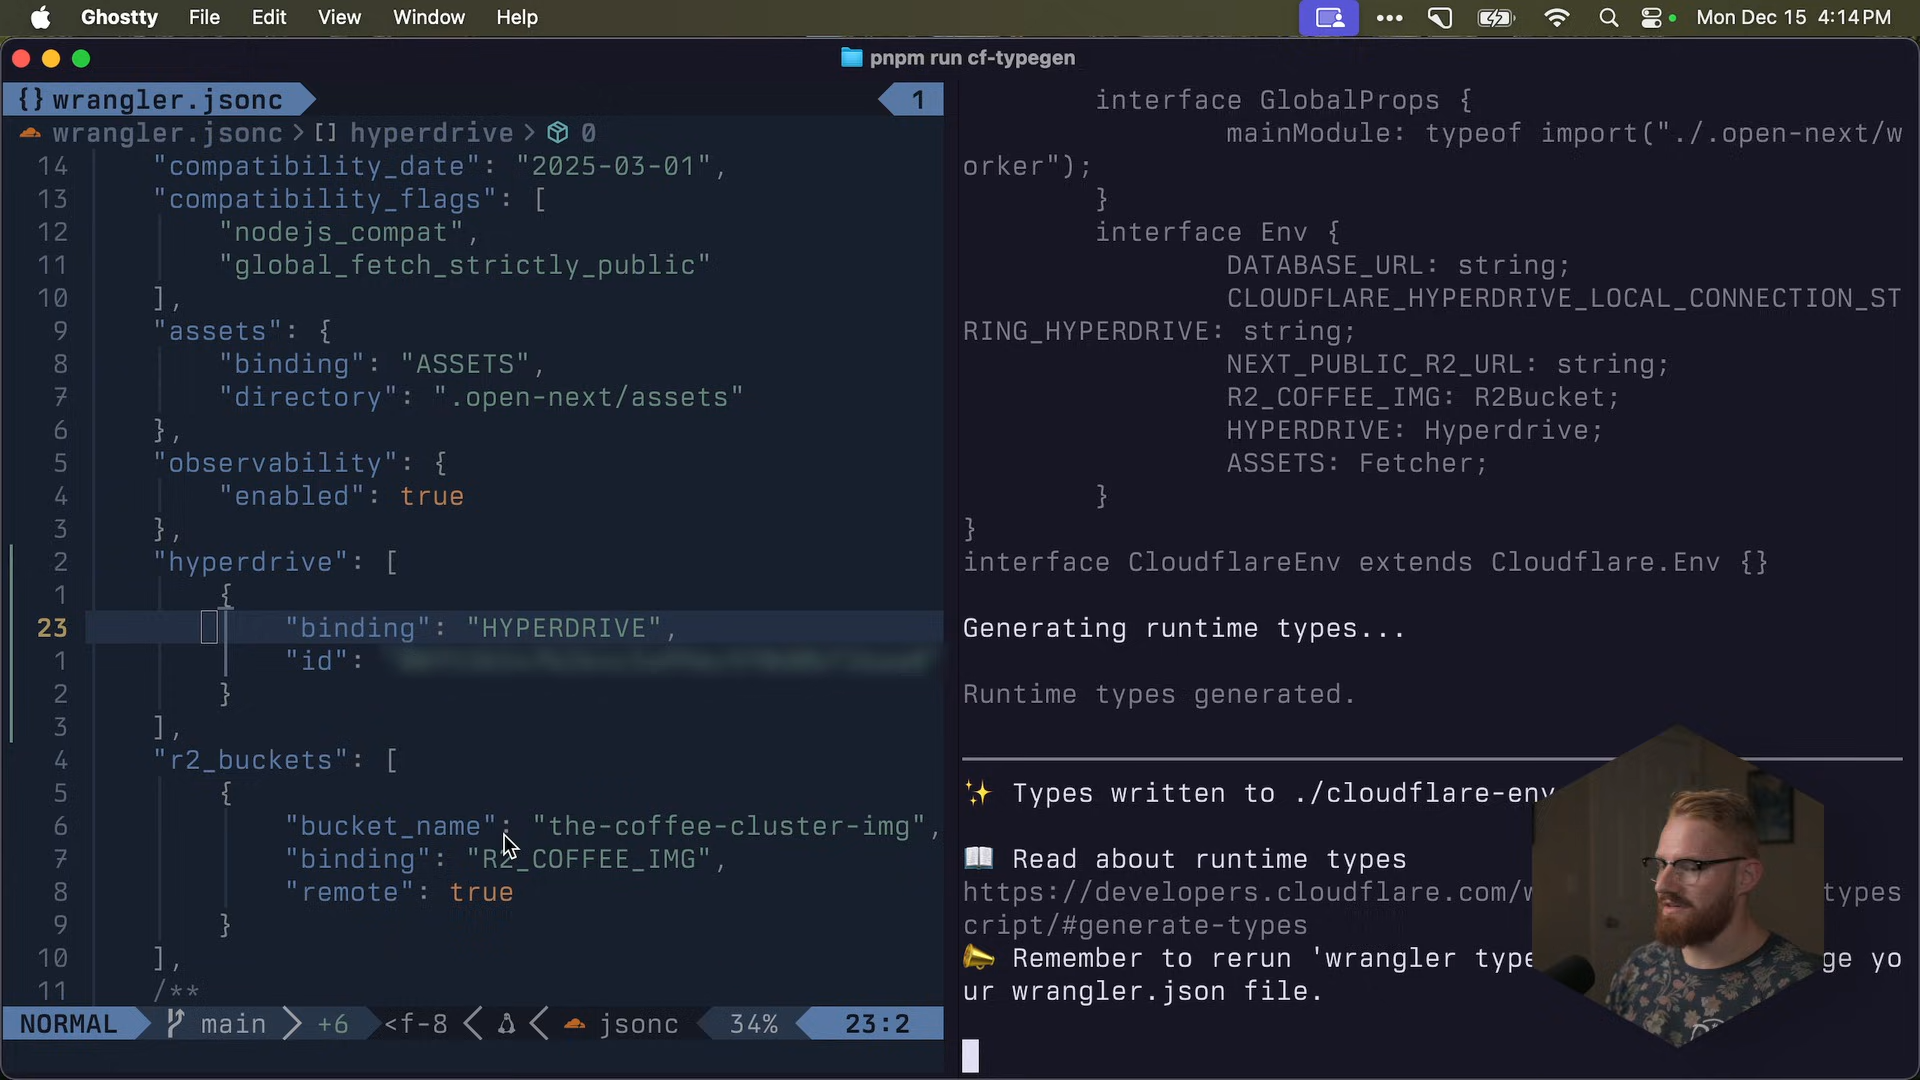 Ghostty File Edit View Window Help Mon Dec 15 4:14 PM
pnpm run cf-typegen
{} wrangler.jsonc 1
wrangler.jsonc > [] hyperdrive > 0
14 "compatibility_date": "2025-03-01",
13 "compatibility_flags": [
12 "nodejs_compat",
11 "global_fetch_strictly_public"
10 ],
9 "assets": {
8 "binding": "ASSETS",
7 "directory": ".open-next/assets"
6 },
5 "observability": {
4 "enabled": true
3 },
2 "hyperdrive": [
1 {
23 "binding": "HYPERDRIVE",
1 "id":
2 }
3 ],
4 "r2_buckets": [
5 {
6 "bucket_name": "the-coffee-cluster-img",
7 "binding": "R2_COFFEE_IMG",
8 "remote": true
9 }
10 ],
11 /**
NORMAL main > +6 <f-8 < < jsonc 34% 23:2
interface GlobalProps {
mainModule: typeof import("./.open-next/w
orker");
}
interface Env {
DATABASE_URL: string;
CLOUDFLARE_HYPERDRIVE_LOCAL_CONNECTION_ST
RING_HYPERDRIVE: string;
NEXT_PUBLIC_R2_URL: string;
R2_COFFEE_IMG: R2Bucket;
HYPERDRIVE: Hyperdrive;
ASSETS: Fetcher;
}
}
interface CloudflareEnv extends Cloudflare.Env {}
Generating runtime types...
Runtime types generated.
✨ Types written to ./cloudflare-env
📖 Read about runtime types
https://developers.cloudflare.com/w types
cript/#generate-types
📣 Remember to rerun 'wrangler type ge yo
ur wrangler.json file.